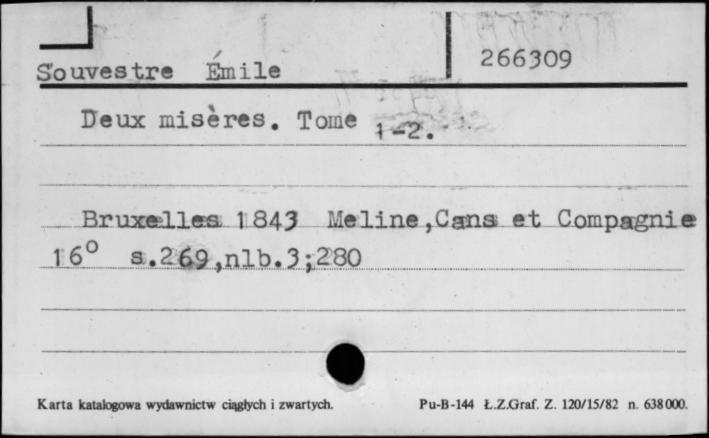 266309
Souvestre Émile
Deux misères. Tome 1-2.
Bruxelles 1843 Meline,Cans et Compagnie
16° s.269,nlb.3;280
Karta katalogowa wydawnictw ciągłych i zwartych. Pu-B-144 Ł.Z.Graf. Z. 120/15/82 n. 638000.